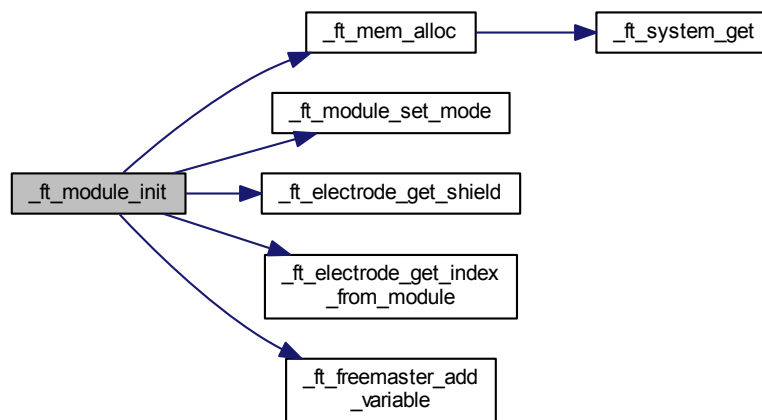 _ft_mem_alloc
_ft_system_get
_ft_module_set_mode
_ft_module_init
_ft_electrode_get_shield
_ft_electrode_get_index
_from_module
_ft_freemaster_add
_variable